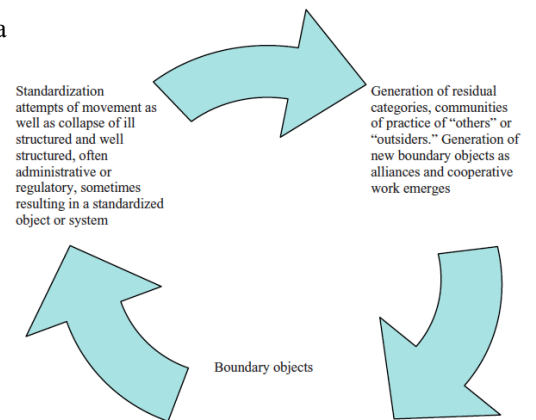 a
Standardization
attempts of movement as
well as collapse of ill
structured and well
structured, often
administrative or
regulatory, sometimes
resulting in a standardized
object or system
Generation of residual
categories, communities
of practice of “others” or
“outsiders.” Generation of
new boundary objects as
alliances and cooperative
work emerges
Boundary objects